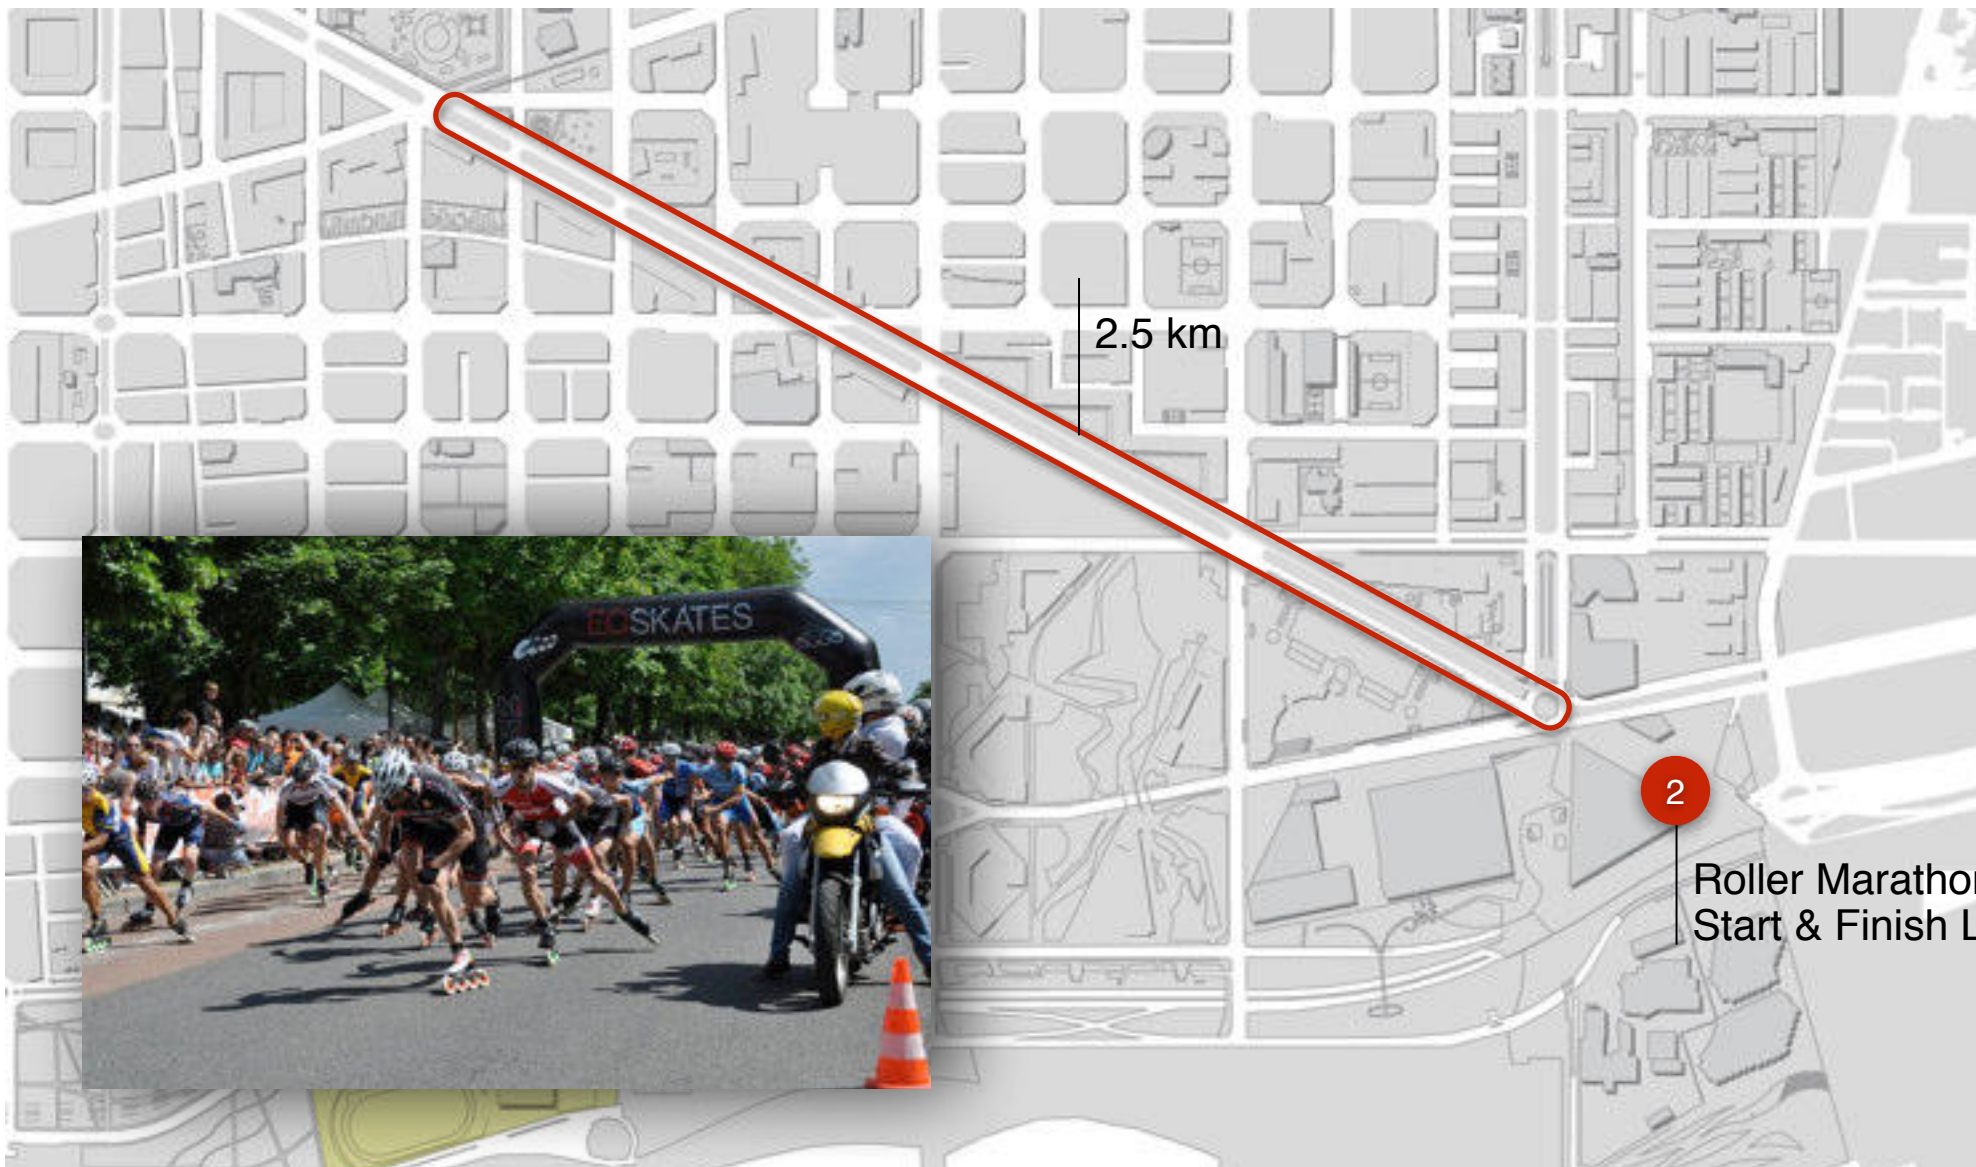 2.5 km
EOSKATES
2
Roller Marathon
Start & Finish L